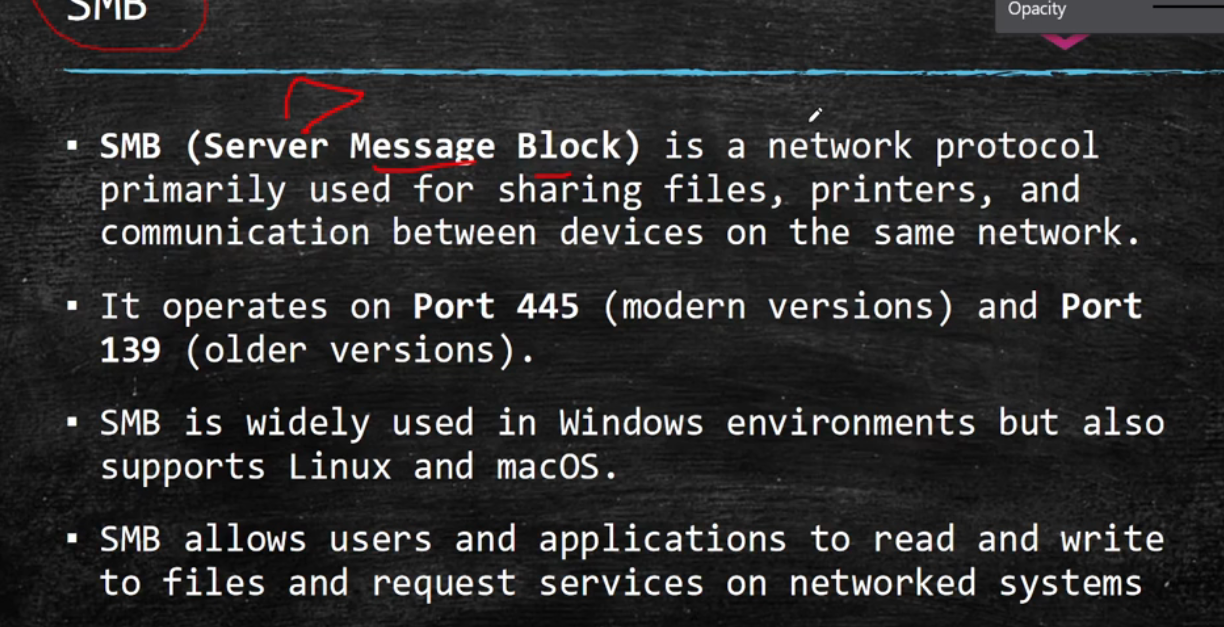 SMB
Opacity
▪ SMB (Server Message Block) is a network protocol
primarily used for sharing files, printers, and
communication between devices on the same network.
▪ It operates on Port 445 (modern versions) and Port
139 (older versions).
▪ SMB is widely used in Windows environments but also
supports Linux and macOS.
▪ SMB allows users and applications to read and write
to files and request services on networked systems